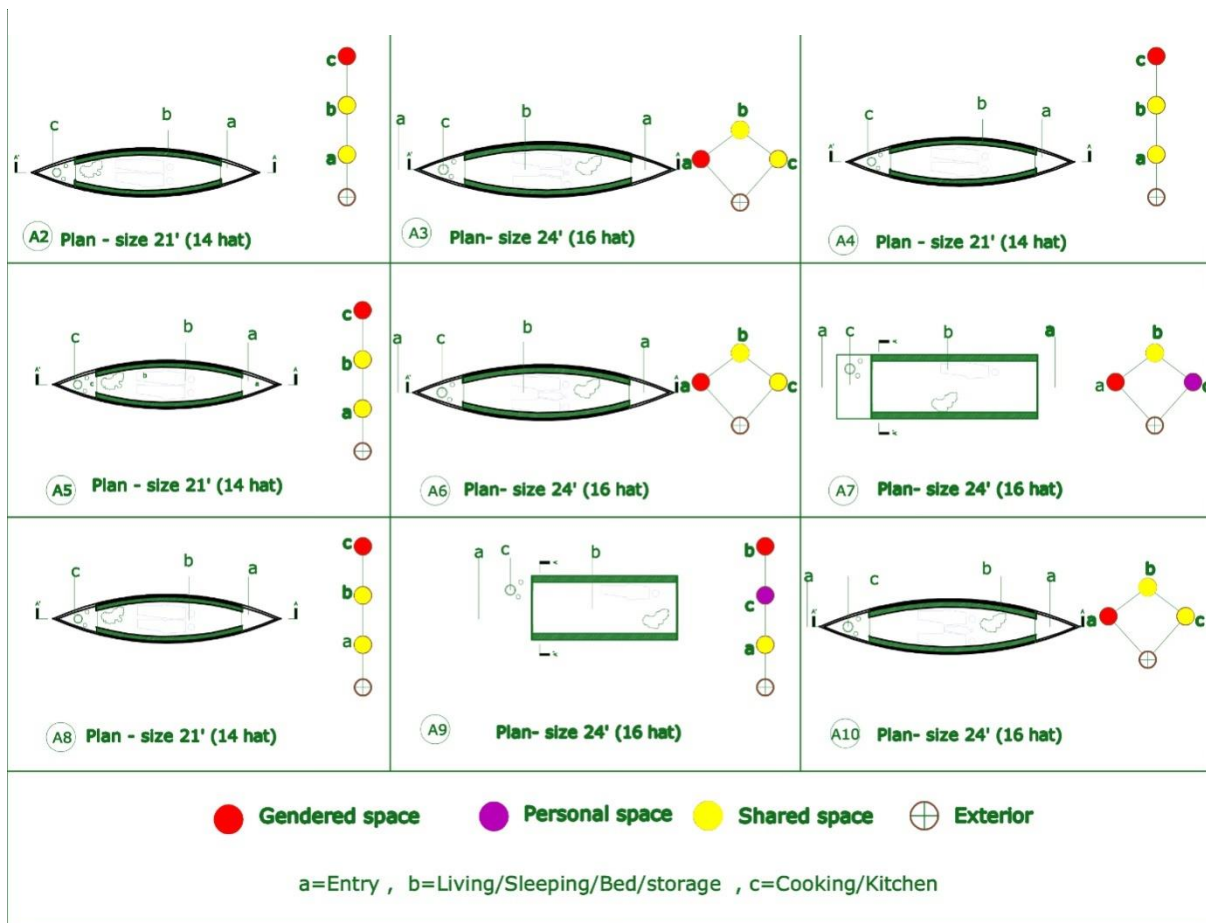 c
b
a
c
b
a
A'
A
A2 Plan - size 21' (14 hat)
a
c
b
a
b
a
c
A3 Plan- size 24' (16 hat)
c
b
a
c
b
a
A'
A
A4 Plan - size 21' (14 hat)
c
b
a
c
b
a
c
b
a
A'
A
A5 Plan - size 21' (14 hat)
a
c
b
a
b
a
c
A6 Plan- size 24' (16 hat)
a
c
b
a
b
a
c
A7 Plan- size 24' (16 hat)
c
b
a
c
b
a
A'
A
A8 Plan - size 21' (14 hat)
a
c
b
b
c
a
A9 Plan- size 24' (16 hat)
a
c
b
a
b
a
c
A10 Plan- size 24' (16 hat)
Gendered space Personal space Shared space Exterior
a=Entry , b=Living/Sleeping/Bed/storage , c=Cooking/Kitchen